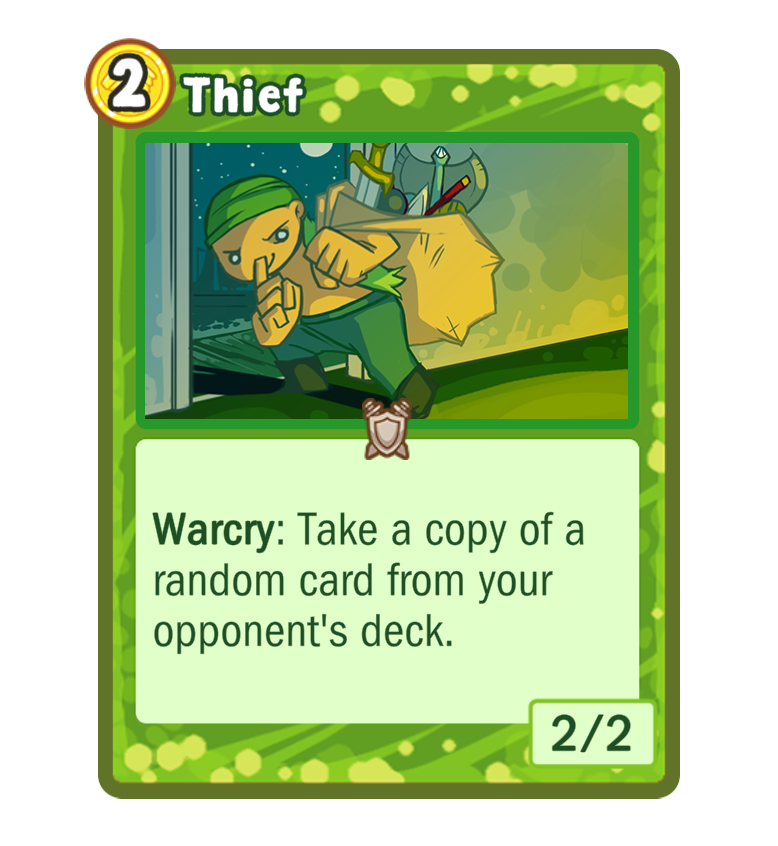 2 Thief
Warcry: Take a copy of a
random card from your
opponent's deck.
2/2